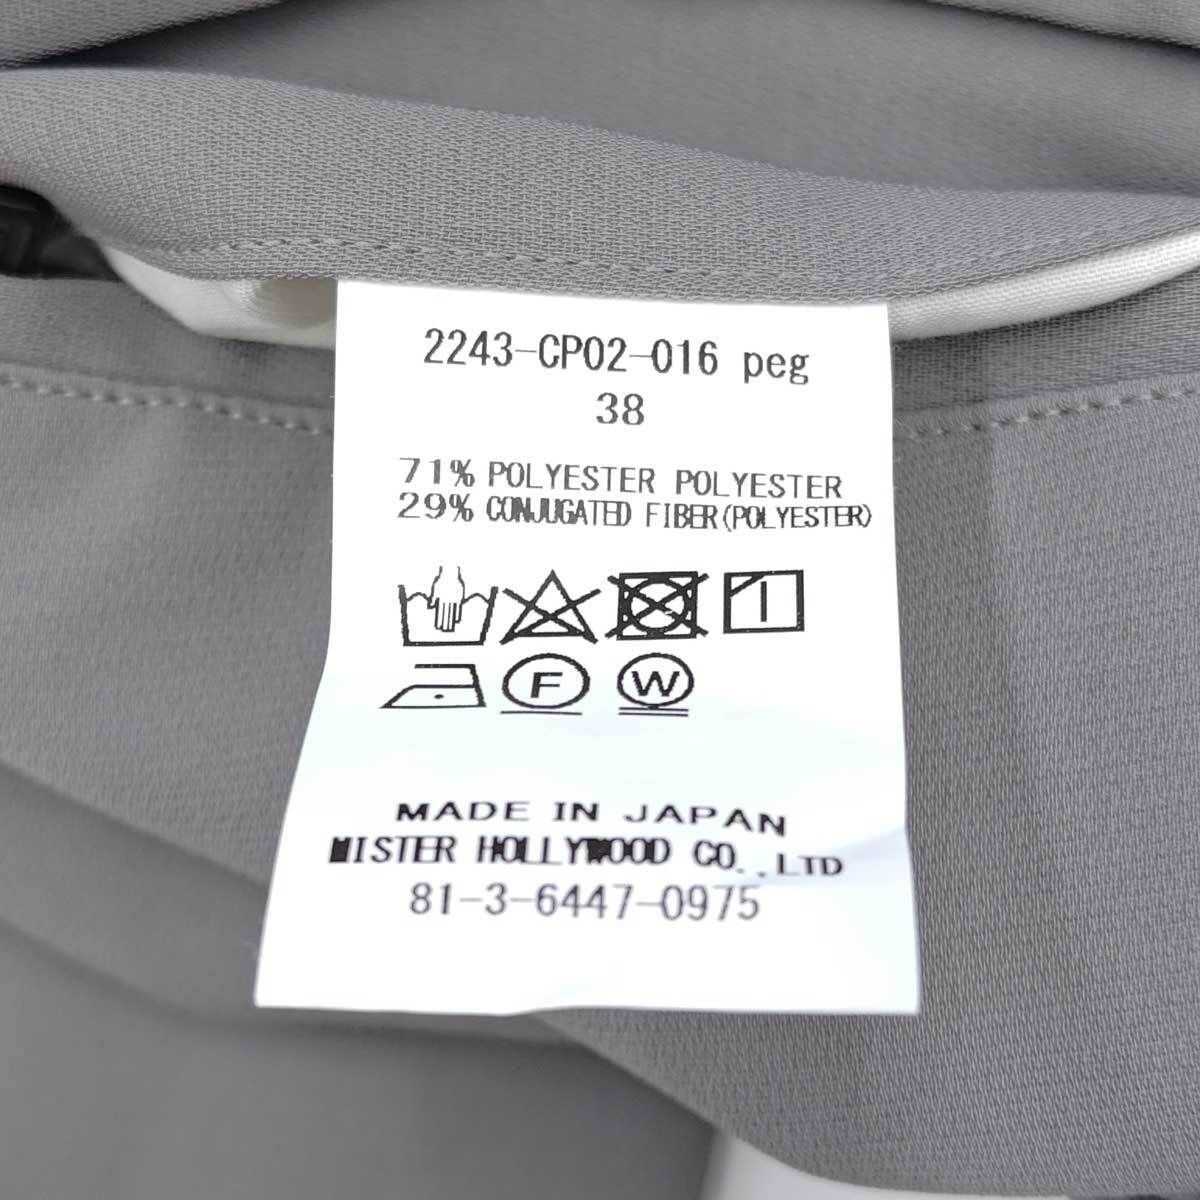 2243-CP02-016 peg
38
71% POLYESTER POLYESTER
29% CONJUGATED FIBER(POLYESTER)
F W
MADE IN JAPAN
MISTER HOLLYWOOD CO.,LTD
81-3-6447-0975